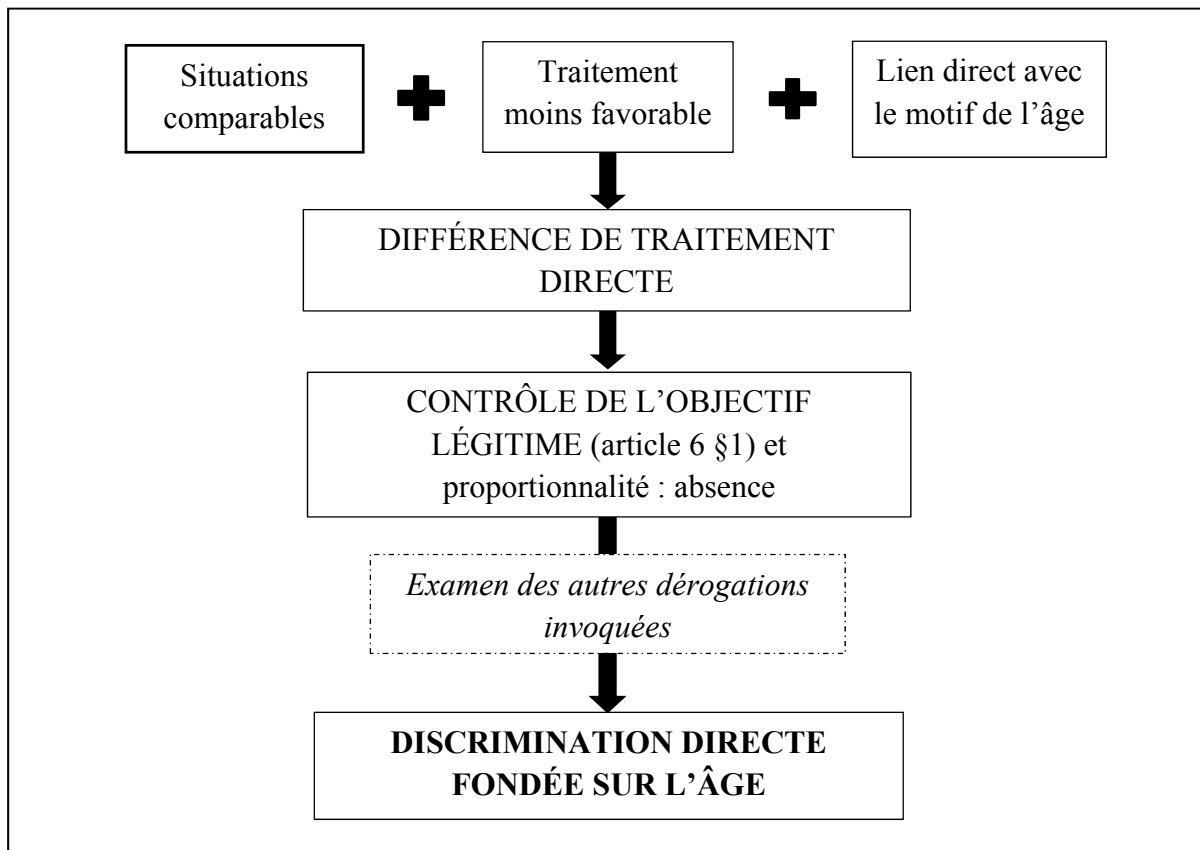 Situations
comparables
Traitement
moins favorable
Lien direct avec
le motif de l’âge
DIFFÉRENCE DE TRAITEMENT
DIRECTE
CONTRÔLE DE L’OBJECTIF
LÉGITIME (article 6 §1) et
proportionnalité : absence
Examen des autres dérogations
invoquées
DISCRIMINATION DIRECTE
FONDÉE SUR L’ÂGE